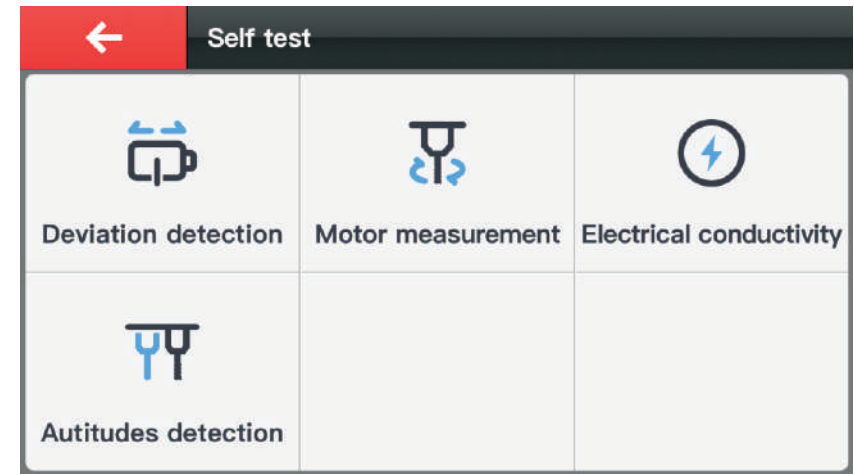 Self test
Deviation detection
Motor measurement
Electrical conductivity
Autitudes detection